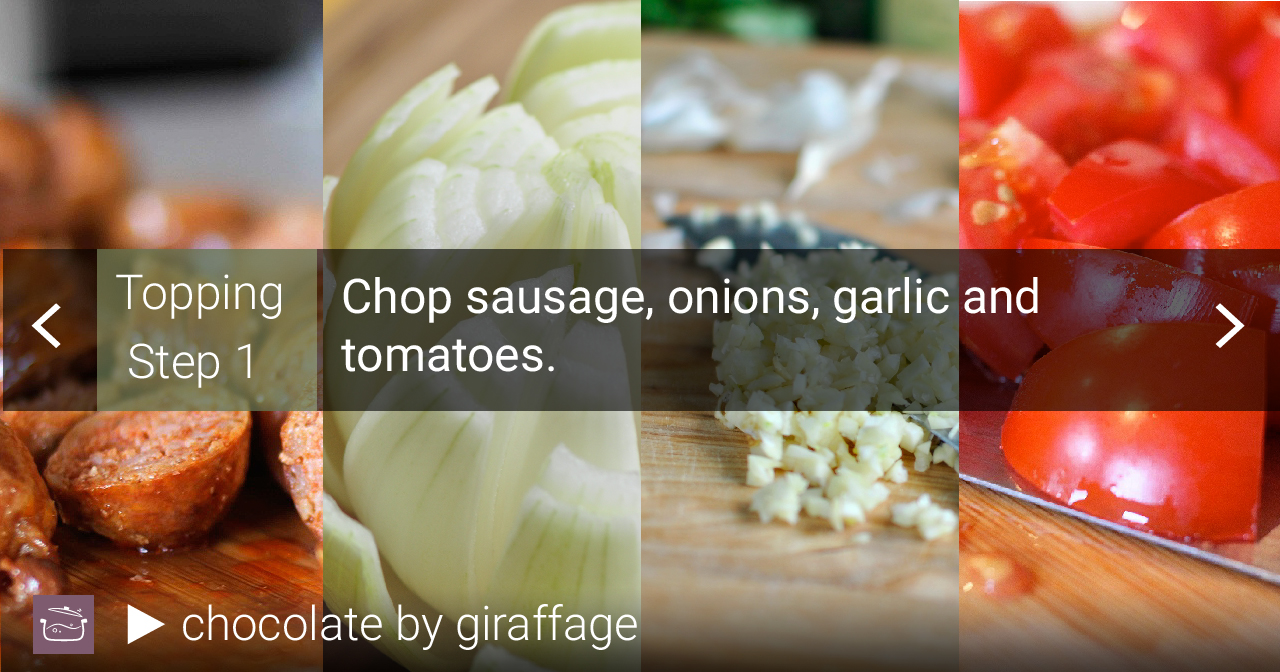 Topping
Step 1
Chop sausage, onions, garlic and
tomatoes.
chocolate by giraffage